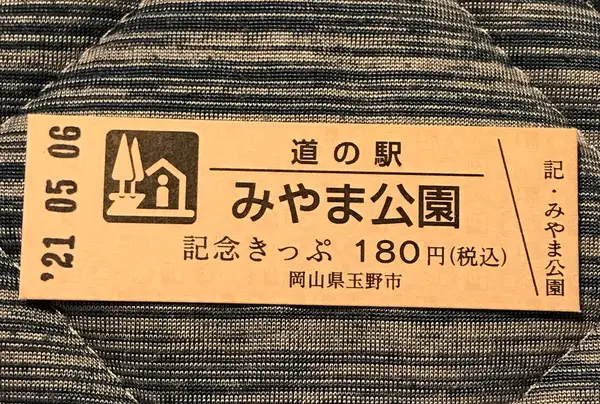 '21 05 06
道の駅
みやま公園
記念きっぷ 180円(税込)
岡山県玉野市
記・みやま公園